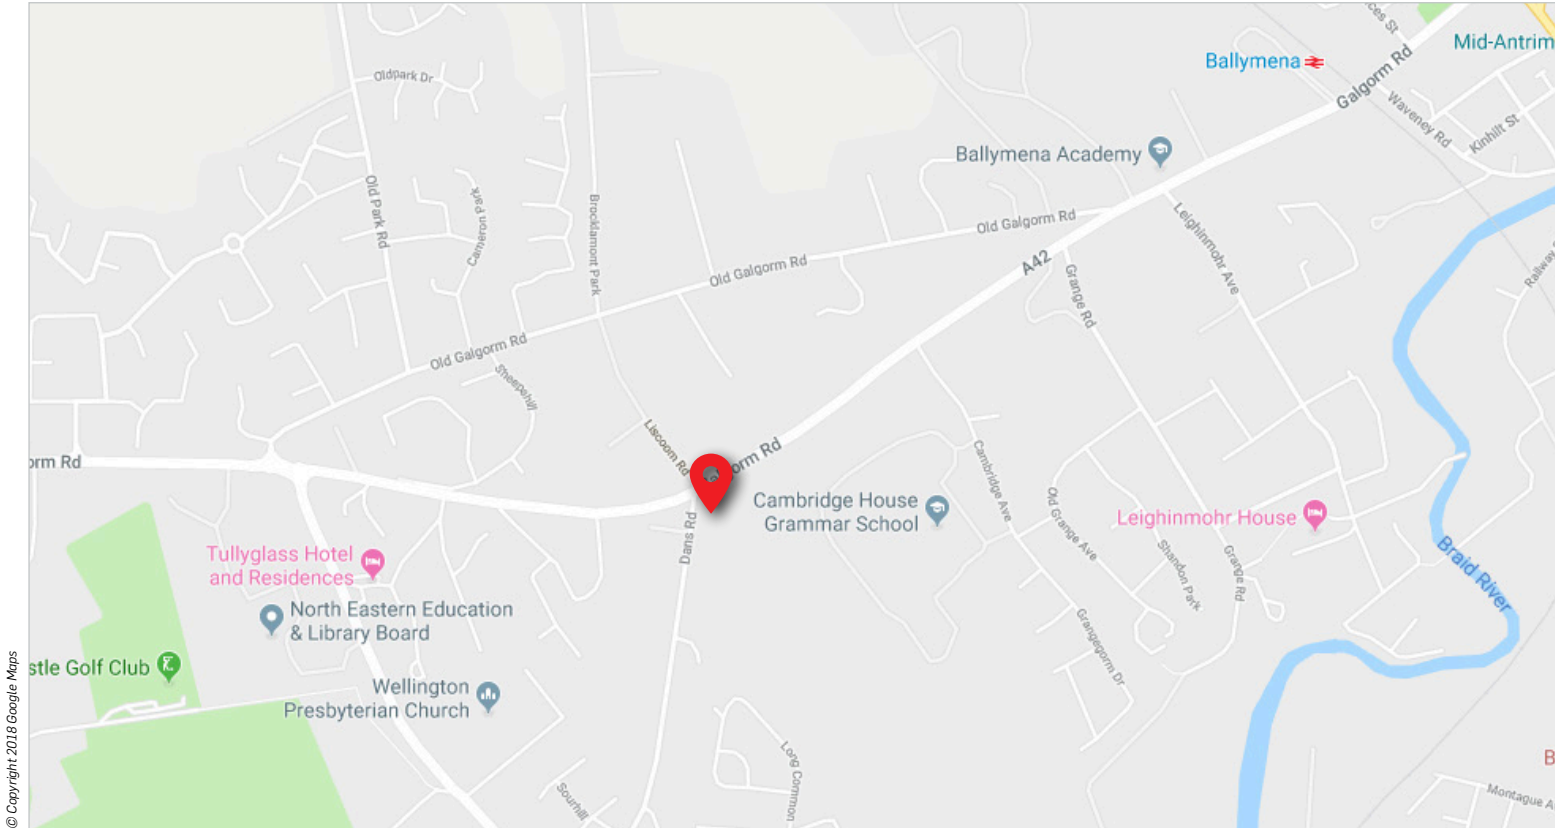 ces St
Mid-Antrim
Ballymena
Galgorm Rd
Oldpark Dr
Waveney Rd
Kinhilt St
Ballymena Academy
Old Park Rd
Cameron Park
Brocklamont Park
Old Galgorm Rd
Leighinmohr Ave
Old Galgorm Rd
A42
Railway
Grange Rd
Old Galgorm Rd
Sheepshill
Liscoom Rd
orm Rd
orm Rd
Cambridge Ave
Cambridge House
Grammar School
Old Grange Ave
Leighinmohr House
Dans Rd
Tullyglass Hotel
and Residences
Shandon Park
Grange Rd
Braid River
North Eastern Education
& Library Board
Grangegorm Dr
stle Golf Club
Wellington
Presbyterian Church
Long Common
B
Sourhill
Montague A
© Copyright 2018 Google Maps